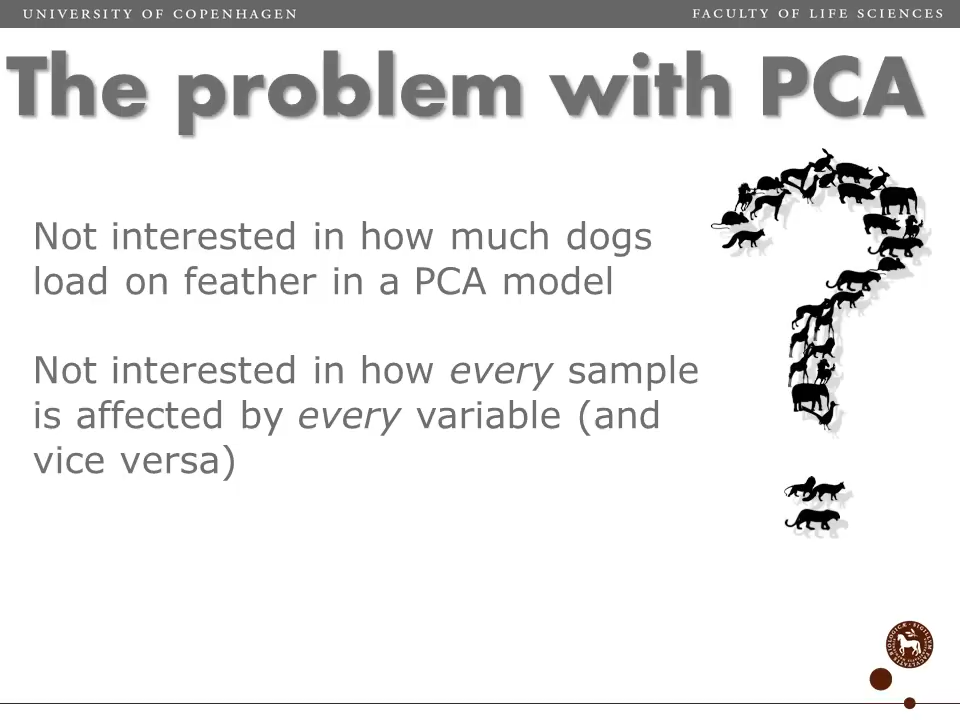 UNIVERSITY OF COPENHAGEN
FACULTY OF LIFE SCIENCES
The problem with PCA
Not interested in how much dogs
load on feather in a PCA model
Not interested in how every sample
is affected by every variable (and
vice versa)